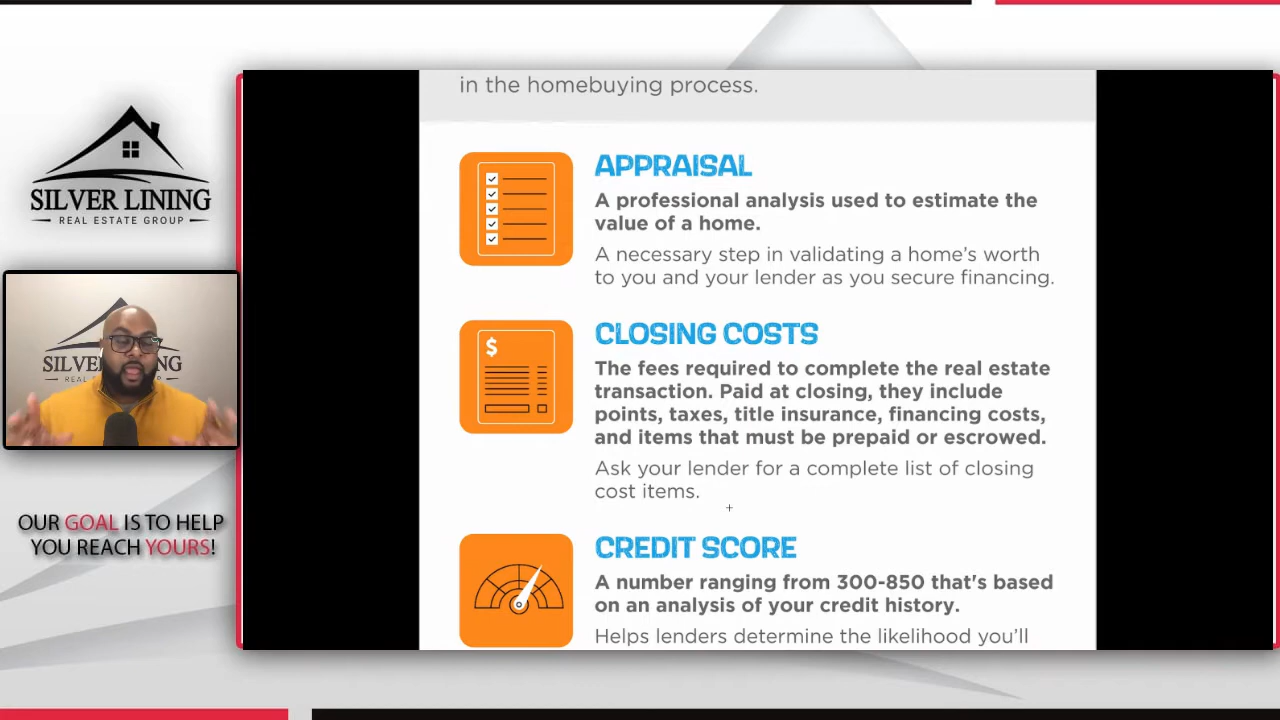 in the homebuying process.
SILVER LINING
REAL ESTATE GROUP
APPRAISAL
A professional analysis used to estimate the
value of a home.
A necessary step in validating a home's worth
to you and your lender as you secure financing.
SILVER LINING
REAL
OUR GOAL IS TO HELP
YOU REACH YOURS!
$
CLOSING COSTS
The fees required to complete the real estate
transaction. Paid at closing, they include
points, taxes, title insurance, financing costs,
and items that must be prepaid or escrowed.
Ask your lender for a complete list of closing
cost items.
CREDIT SCORE
A number ranging from 300-850 that's based
on an analysis of your credit history.
Helps lenders determine the likelihood you'll